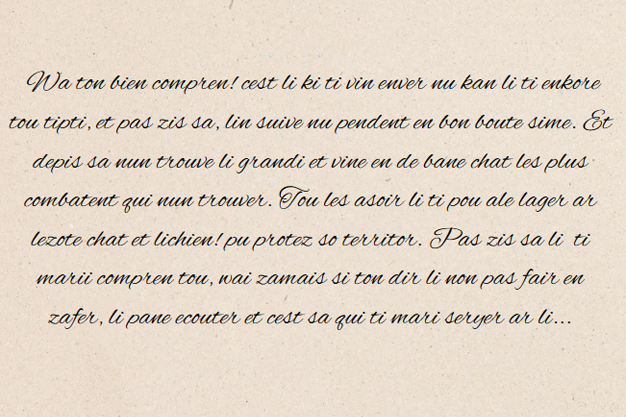 Wa ton bien compren! cest li ki ti vin enver nu kan li ti enkore
tou tipti, et pas zis sa, lin suive nu pendent en bon boute sime. Et
depis sa nun trouve li grandi et vine en de bane chat les plus
combatent qui nun trouver. Tou les asoir li ti pou ale lager ar
lezote chat et lichien! pu protez so territor. Pas zis sa li ti
marii compren tou, wai zamais si ton dir li non pas fair en
zafer, li pane ecouter et cest sa qui ti mari seryer ar li...